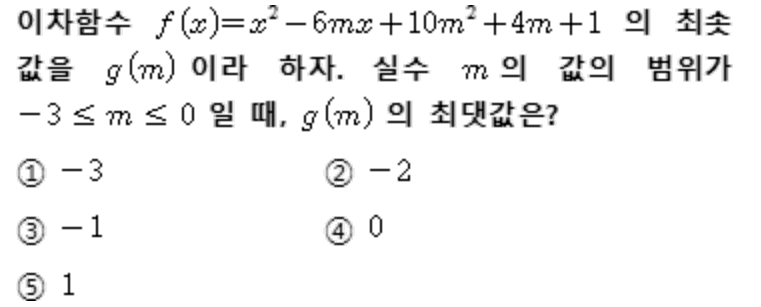 이차함수 f(x)=x²-6mx+10m²+4m+1 의 최솟
값을 g(m) 이라 하자. 실수 m 의 값의 범위가
-3≤m≤0 일 때, g(m) 의 최댓값은?
① -3 ② -2
③ -1 ④ 0
⑤ 1